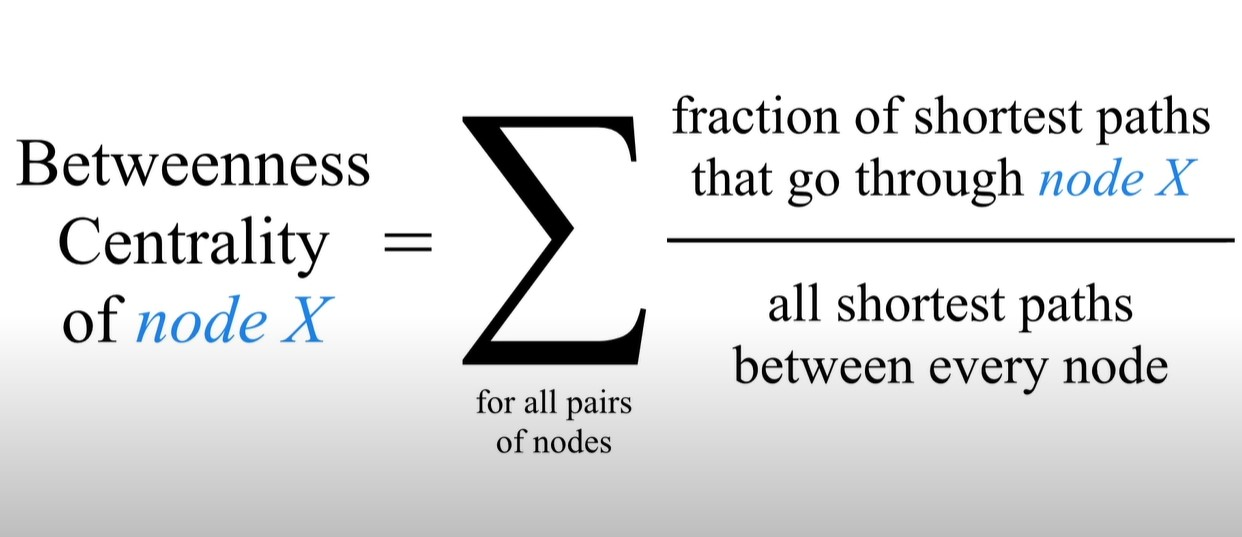 Betweenness
Centrality
of node X
=
∑
for all pairs
of nodes
fraction of shortest paths
that go through node X
all shortest paths
between every node